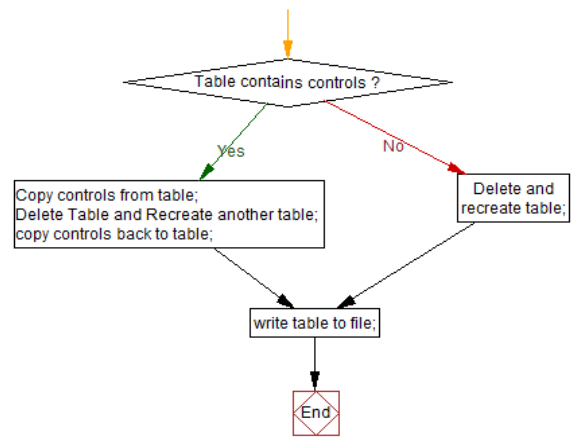 Table contains controls ?
Yes
No
Copy controls from table;
Delete Table and Recreate another table;
copy controls back to table;
Delete and
recreate table;
write table to file;
End